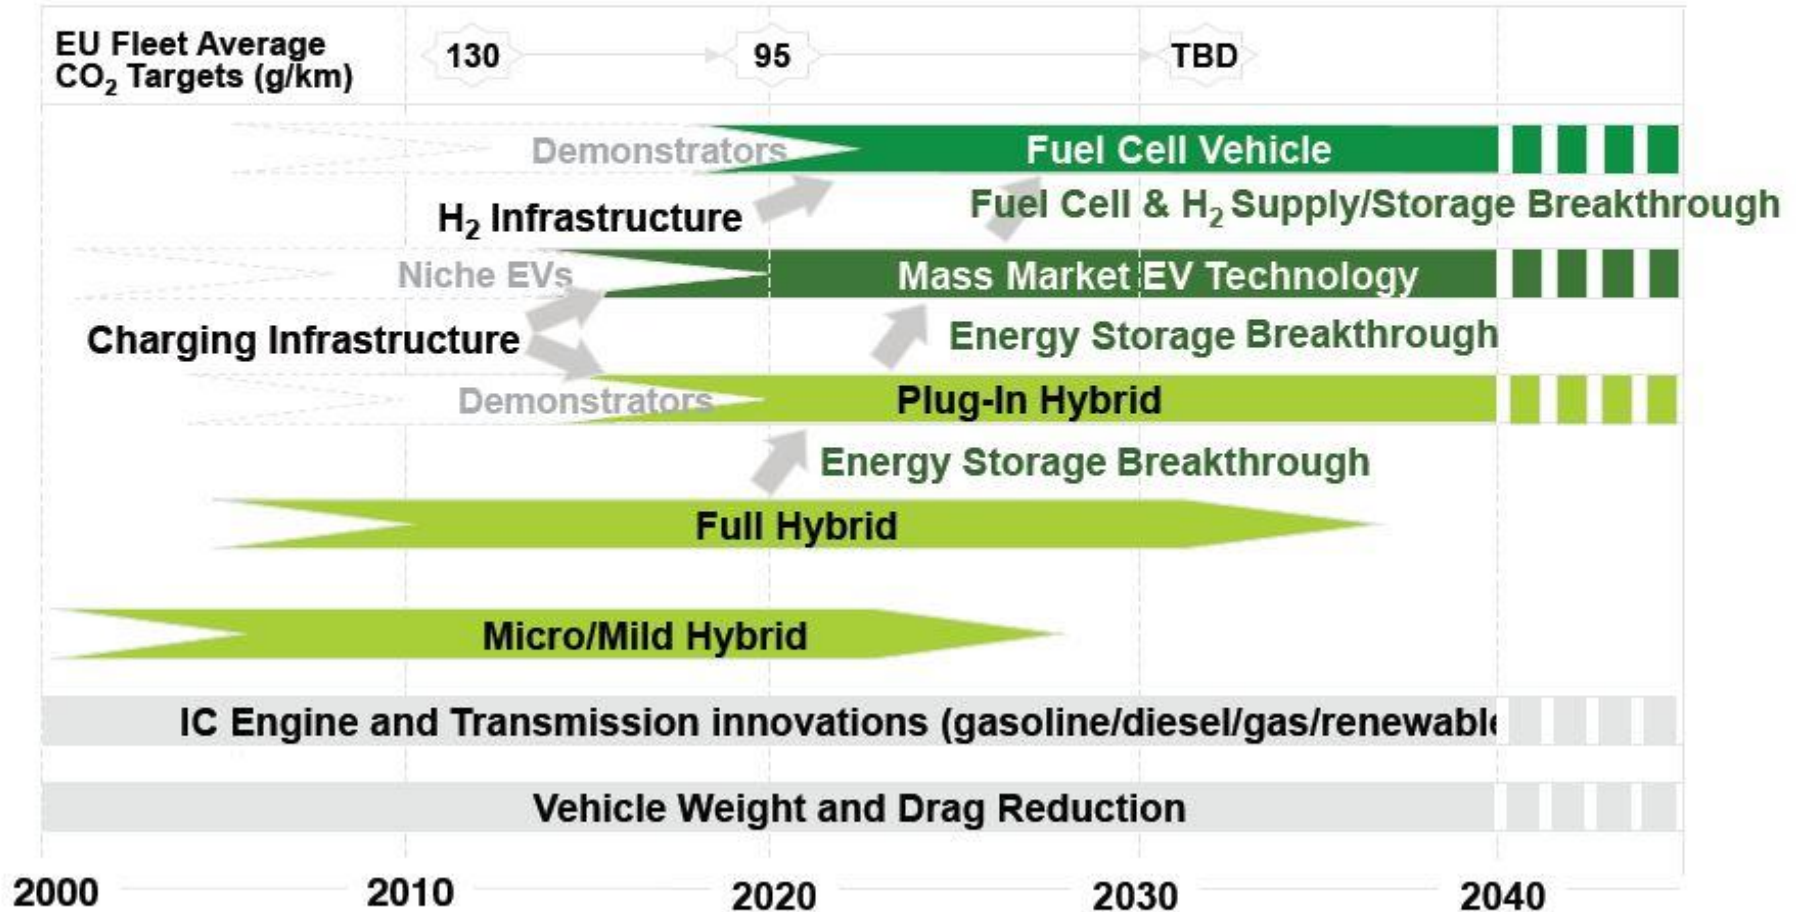 EU Fleet Average
CO₂ Targets (g/km)
130
95
TBD
Demonstrators
Fuel Cell Vehicle
H₂ Infrastructure
Fuel Cell & H₂ Supply/Storage Breakthrough
Niche EVs
Mass Market EV Technology
Charging Infrastructure
Energy Storage Breakthrough
Demonstrators
Plug-In Hybrid
Energy Storage Breakthrough
Full Hybrid
Micro/Mild Hybrid
IC Engine and Transmission innovations (gasoline/diesel/gas/renewable
Vehicle Weight and Drag Reduction
2000 2010 2020 2030 2040